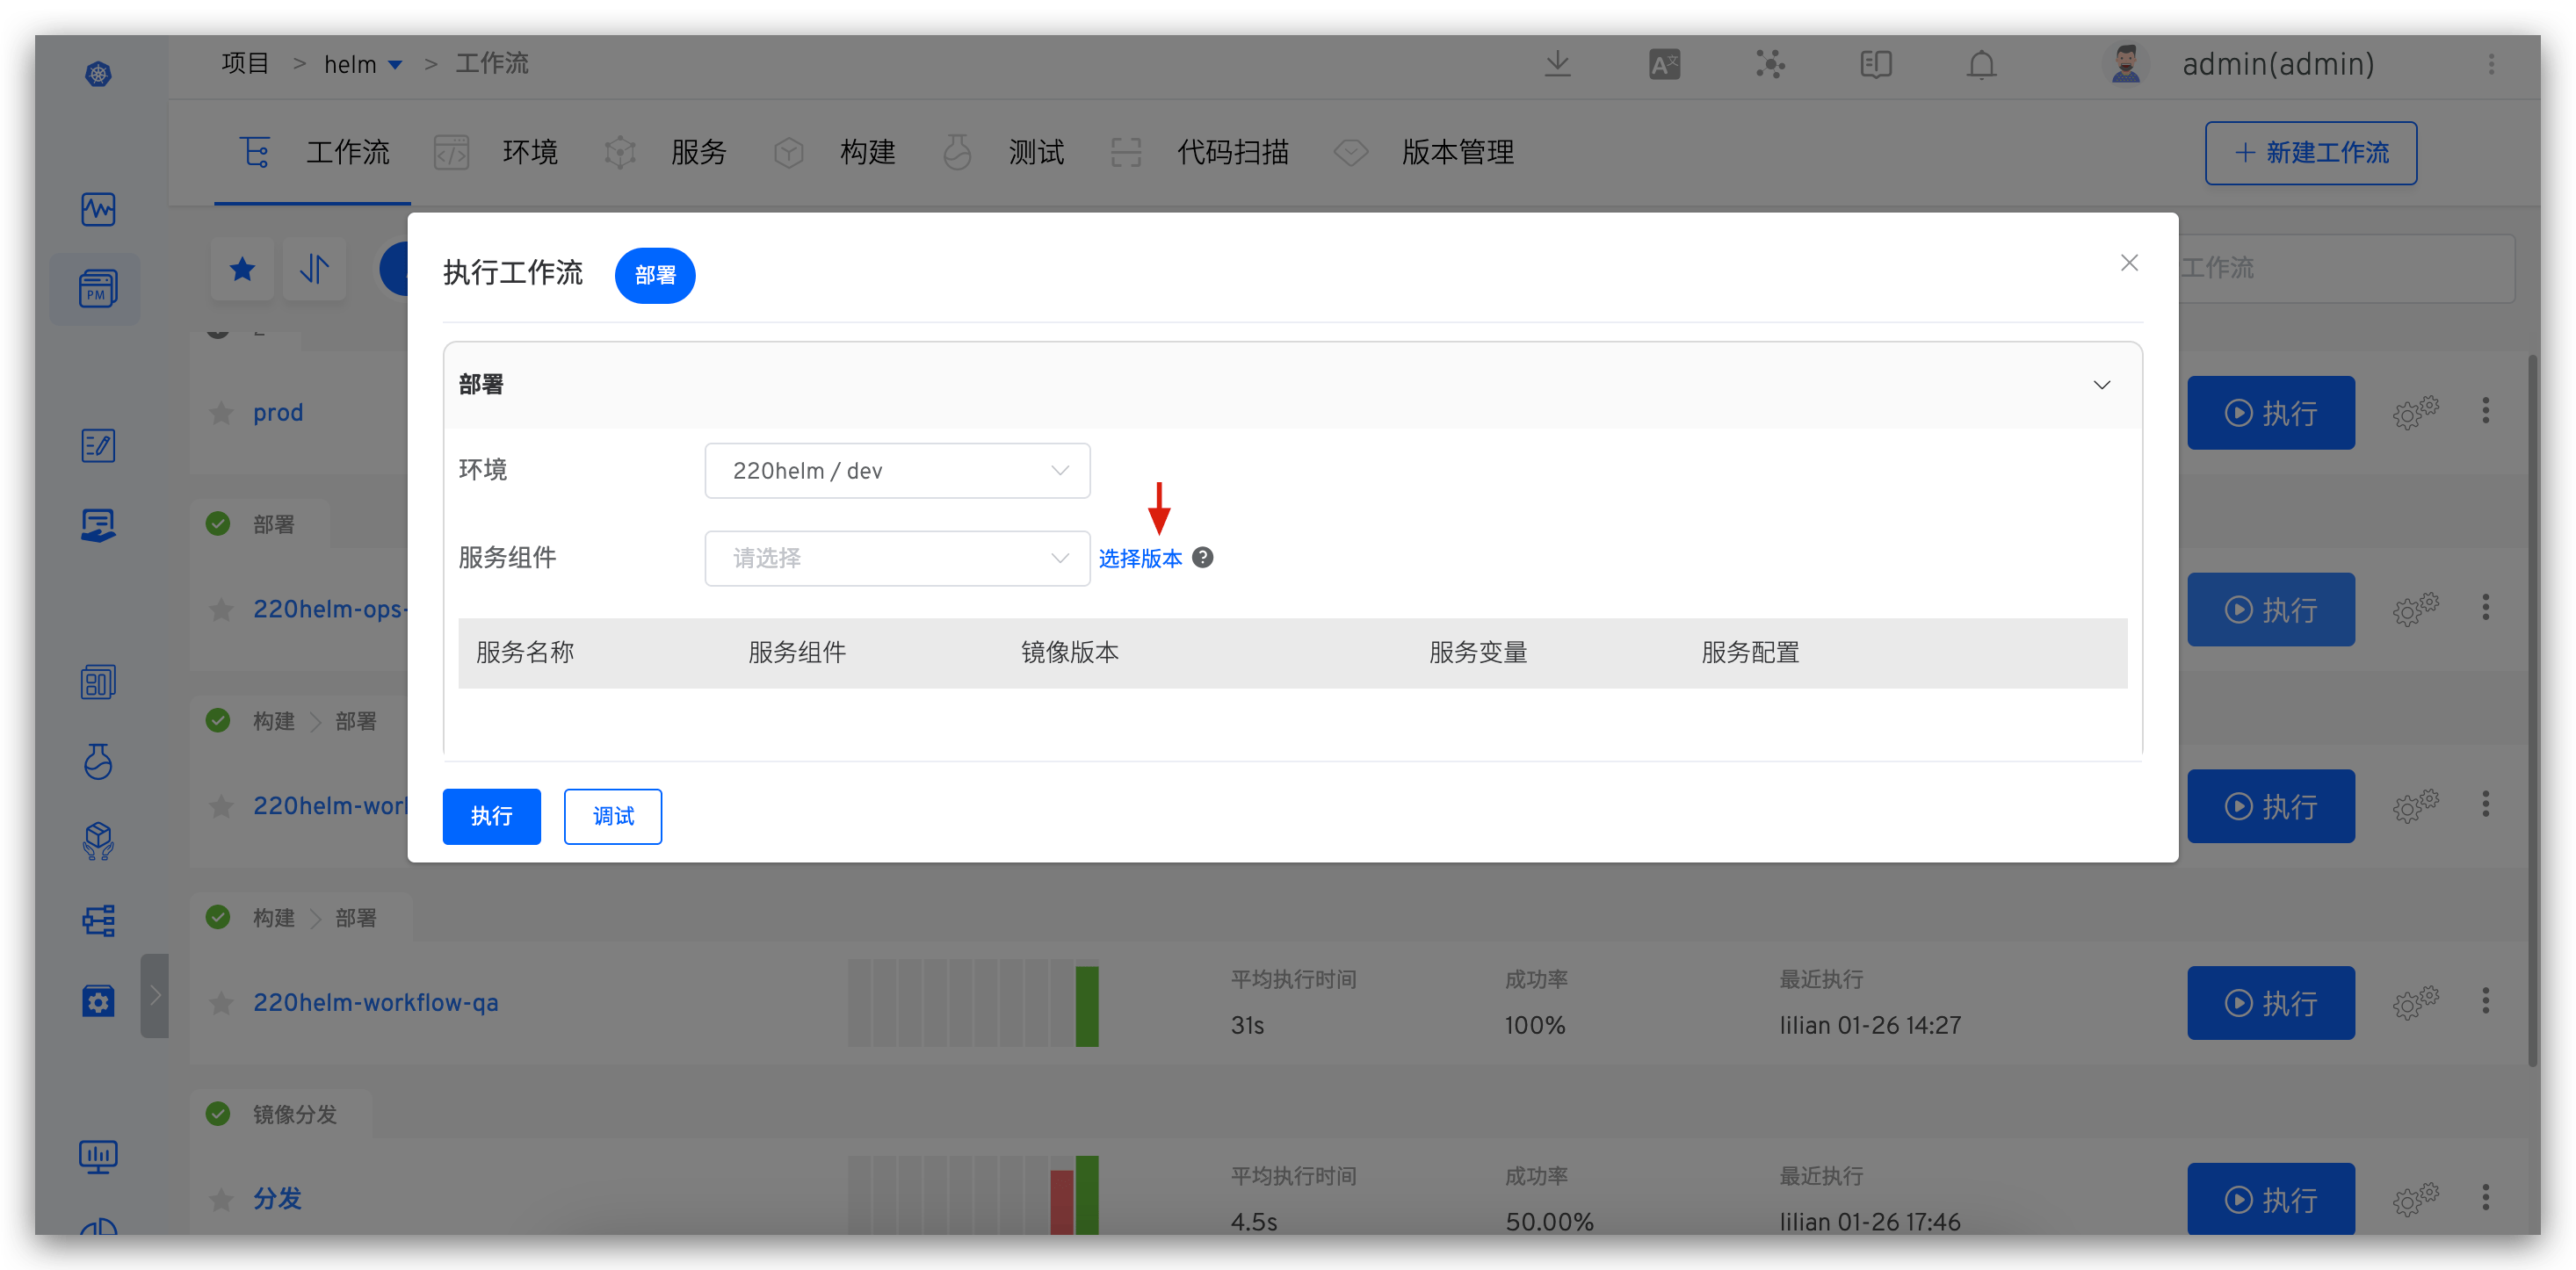 项目 > helm > 工作流
admin(admin)
工作流 环境 服务 构建 测试 代码扫描 版本管理
+ 新建工作流
工作流
执行工作流 部署
部署
环境 220helm / dev
服务组件 请选择 选择版本 ?
服务名称 服务组件 镜像版本 服务变量 服务配置
执行 调试
PM
prod 执行
部署
220helm-ops- 执行
构建 > 部署
220helm-work 执行
构建 > 部署
平均执行时间 成功率 最近执行
220helm-workflow-qa 执行
31s 100% lilian 01-26 14:27
镜像分发
平均执行时间 成功率 最近执行
分发 执行
4.5s 50.00% lilian 01-26 17:46